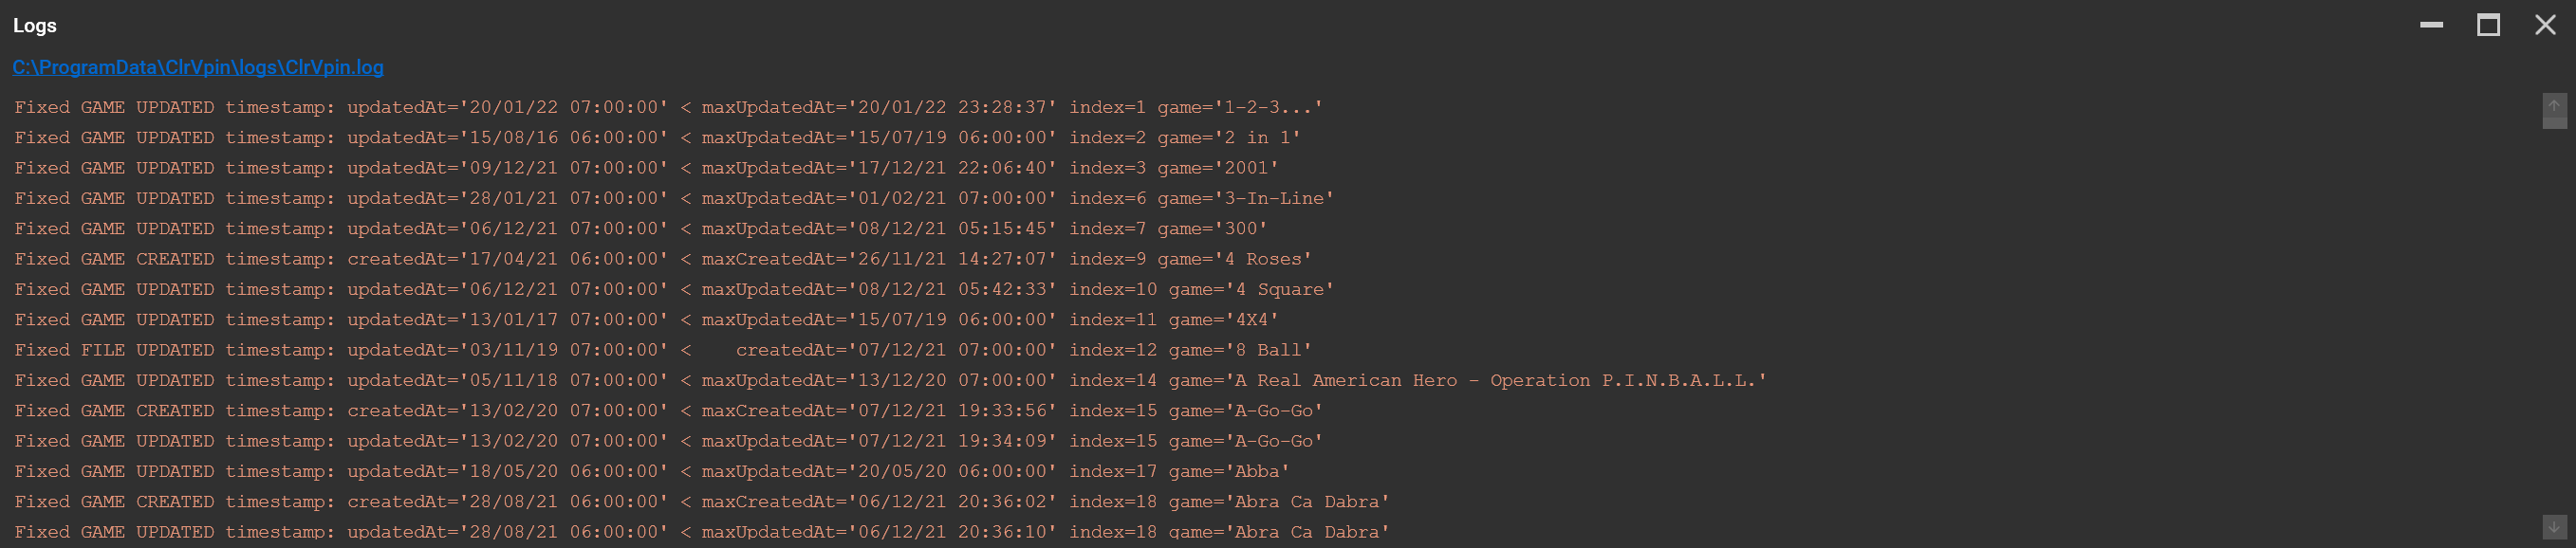 Logs
C:\ProgramData\ClrVpin\logs\ClrVpin.log
Fixed GAME UPDATED timestamp: updatedAt='20/01/22 07:00:00' < maxUpdatedAt='20/01/22 23:28:37' index=1 game='1-2-3...'
Fixed GAME UPDATED timestamp: updatedAt='15/08/16 06:00:00' < maxUpdatedAt='15/07/19 06:00:00' index=2 game='2 in 1'
Fixed GAME UPDATED timestamp: updatedAt='09/12/21 07:00:00' < maxUpdatedAt='17/12/21 22:06:40' index=3 game='2001'
Fixed GAME UPDATED timestamp: updatedAt='28/01/21 07:00:00' < maxUpdatedAt='01/02/21 07:00:00' index=6 game='3-In-Line'
Fixed GAME UPDATED timestamp: updatedAt='06/12/21 07:00:00' < maxUpdatedAt='08/12/21 05:15:45' index=7 game='300'
Fixed GAME CREATED timestamp: createdAt='17/04/21 06:00:00' < maxCreatedAt='26/11/21 14:27:07' index=9 game='4 Roses'
Fixed GAME UPDATED timestamp: updatedAt='06/12/21 07:00:00' < maxUpdatedAt='08/12/21 05:42:33' index=10 game='4 Square'
Fixed GAME UPDATED timestamp: updatedAt='13/01/17 07:00:00' < maxUpdatedAt='15/07/19 06:00:00' index=11 game='4X4'
Fixed FILE UPDATED timestamp: updatedAt='03/11/19 07:00:00' <    createdAt='07/12/21 07:00:00' index=12 game='8 Ball'
Fixed GAME UPDATED timestamp: updatedAt='05/11/18 07:00:00' < maxUpdatedAt='13/12/20 07:00:00' index=14 game='A Real American Hero - Operation P.I.N.B.A.L.L.'
Fixed GAME CREATED timestamp: createdAt='13/02/20 07:00:00' < maxCreatedAt='07/12/21 19:33:56' index=15 game='A-Go-Go'
Fixed GAME UPDATED timestamp: updatedAt='13/02/20 07:00:00' < maxUpdatedAt='07/12/21 19:34:09' index=15 game='A-Go-Go'
Fixed GAME UPDATED timestamp: updatedAt='18/05/20 06:00:00' < maxUpdatedAt='20/05/20 06:00:00' index=17 game='Abba'
Fixed GAME CREATED timestamp: createdAt='28/08/21 06:00:00' < maxCreatedAt='06/12/21 20:36:02' index=18 game='Abra Ca Dabra'
Fixed GAME UPDATED timestamp: updatedAt='28/08/21 06:00:00' < maxUpdatedAt='06/12/21 20:36:10' index=18 game='Abra Ca Dabra'